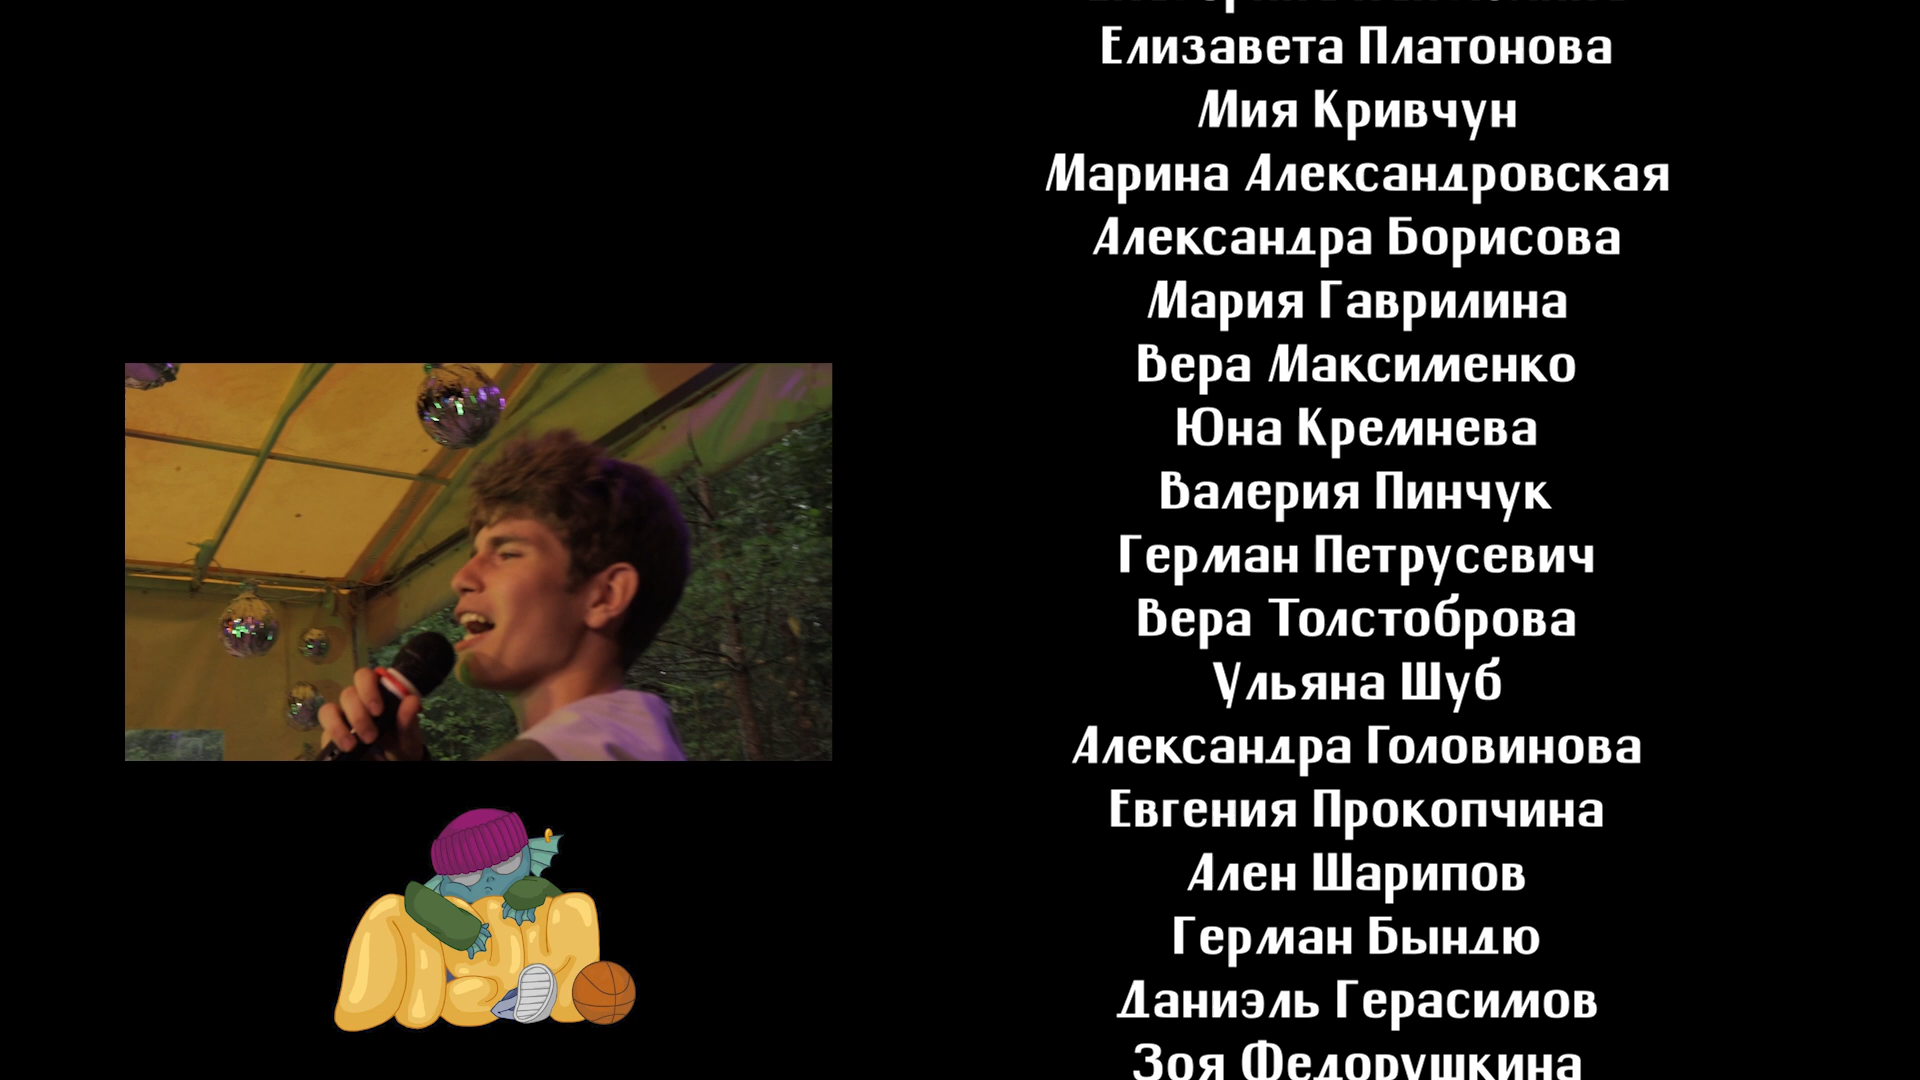 Елизавета Платонова
Мия Кривчун
Марина Александровская
Александра Борисова
Мария Гаврилина
Вера Максименко
Юна Кремнева
Валерия Пинчук
Герман Петрусевич
Вера Толстоброва
Ульяна Шуб
Александра Головинова
Евгения Прокопчина
Ален Шарипов
Герман Бындю
Даниэль Герасимов
Зоя Федорушкина